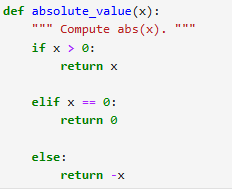 def absolute_value(x):
    """ Compute abs(x). """
    if x > 0:
        return x

    elif x == 0:
        return 0

    else:
        return -x